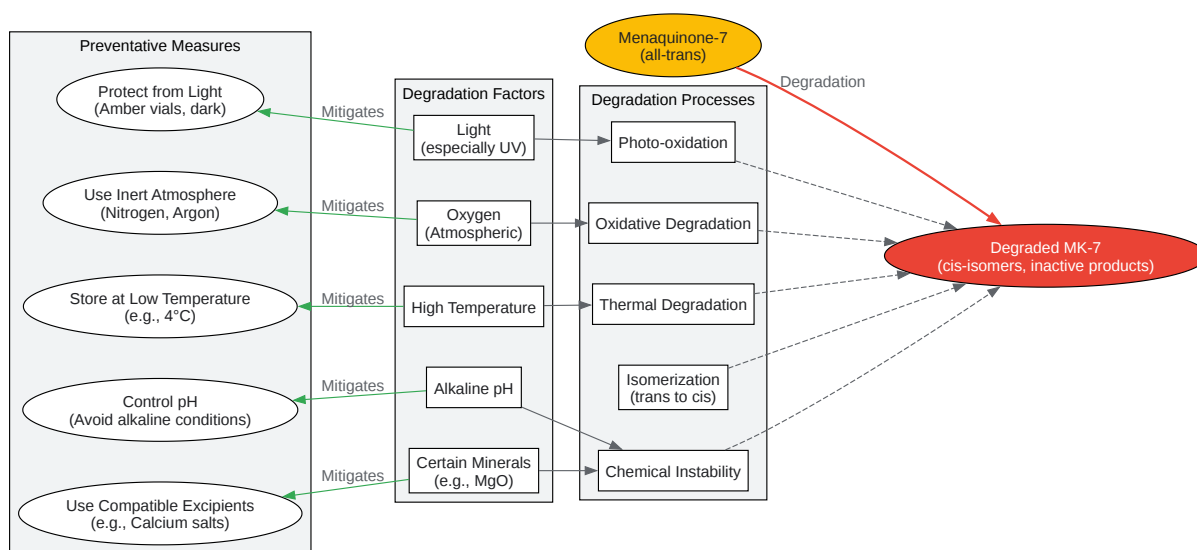 Preventative Measures
Protect from Light
(Amber vials, dark)
Use Inert Atmosphere
(Nitrogen, Argon)
Store at Low Temperature
(e.g., 4°C)
Control pH
(Avoid alkaline conditions)
Use Compatible Excipients
(e.g., Calcium salts)
Mitigates
Mitigates
Mitigates
Mitigates
Mitigates
Degradation Factors
Light
(especially UV)
Oxygen
(Atmospheric)
High Temperature
Alkaline pH
Certain Minerals
(e.g., MgO)
Degradation Processes
Photo-oxidation
Oxidative Degradation
Thermal Degradation
Isomerization
(trans to cis)
Chemical Instability
Menaquinone-7
(all-trans)
Degradation
Degraded MK-7
(cis-isomers, inactive products)